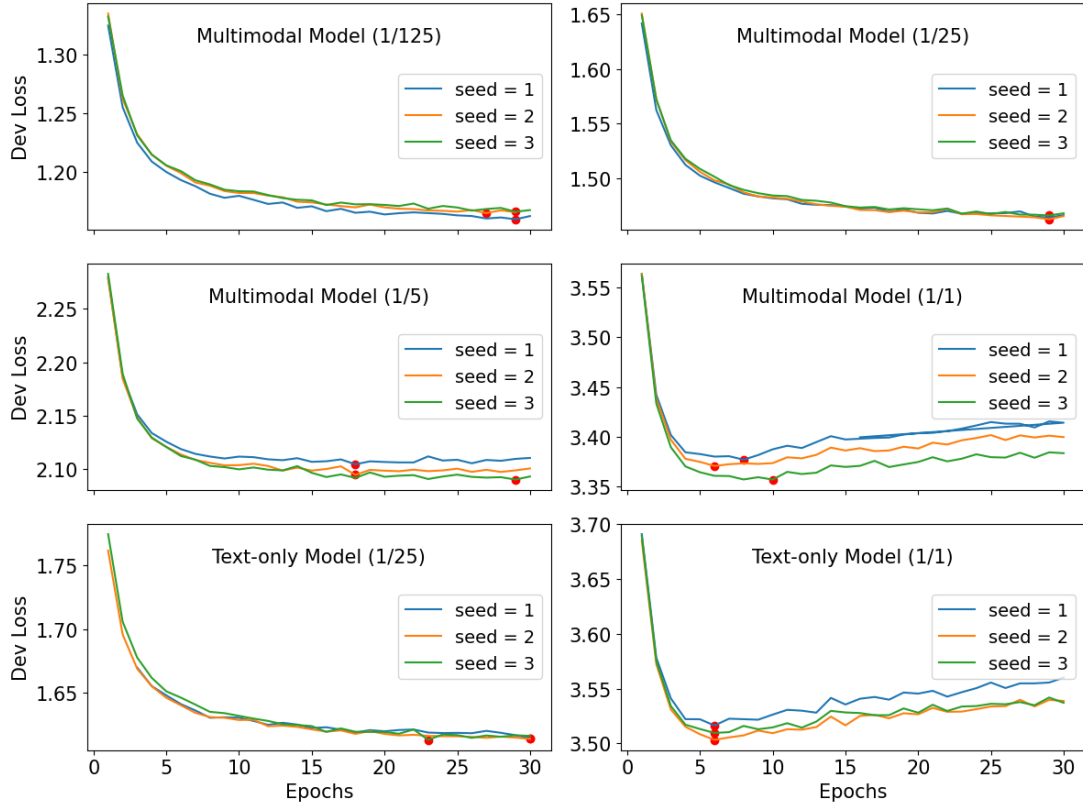 Multimodal Model (1/125)
Dev Loss
1.30
1.25
1.20
seed = 1
seed = 2
seed = 3
Multimodal Model (1/25)
1.65
1.60
1.55
1.50
seed = 1
seed = 2
seed = 3
Multimodal Model (1/5)
Dev Loss
2.25
2.20
2.15
2.10
seed = 1
seed = 2
seed = 3
Multimodal Model (1/1)
3.55
3.50
3.45
3.40
3.35
seed = 1
seed = 2
seed = 3
Text-only Model (1/25)
Dev Loss
1.75
1.70
1.65
seed = 1
seed = 2
seed = 3
0 5 10 15 20 25 30
Epochs
Text-only Model (1/1)
3.70
3.65
3.60
3.55
3.50
seed = 1
seed = 2
seed = 3
0 5 10 15 20 25 30
Epochs